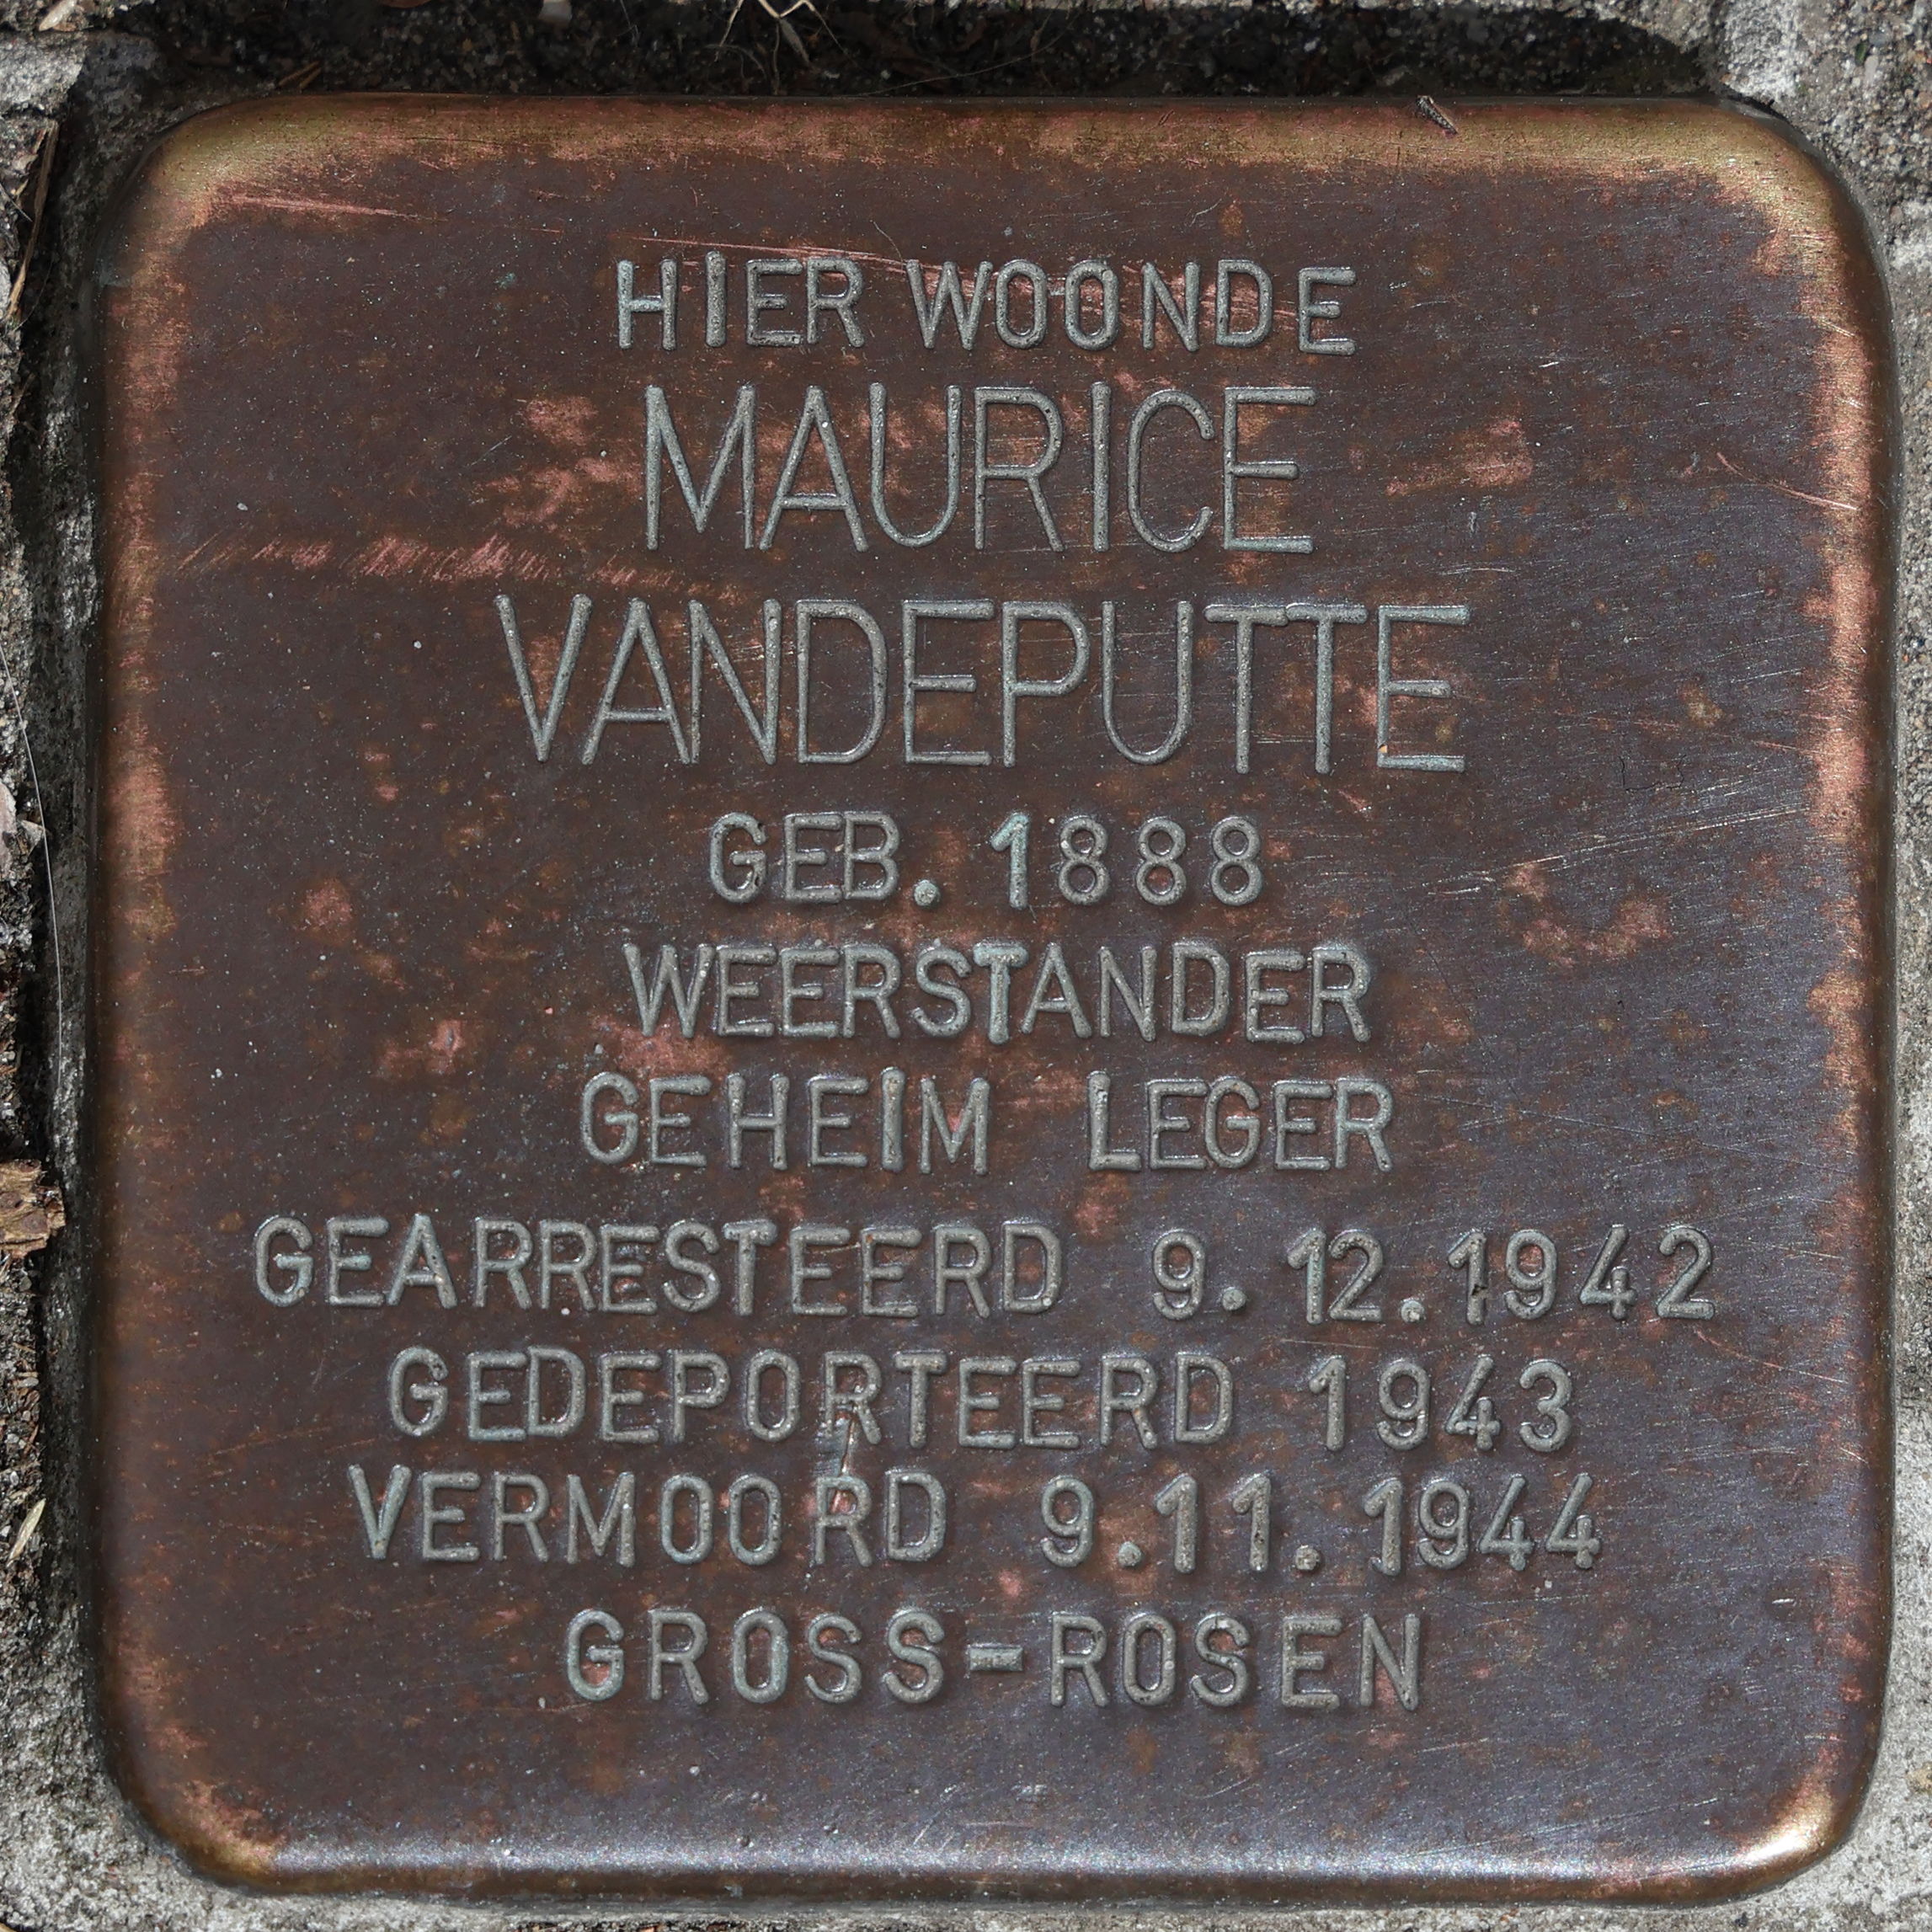 HIER WOONDE
MAURICE
VANDEPUTTE
GEB. 1888
WEERSTANDER
GEHEIM LEGER
GEARRESTEERD 9.12.1942
GEDEPORTEERD 1943
VERMOORD 9.11.1944
GROSS-ROSEN